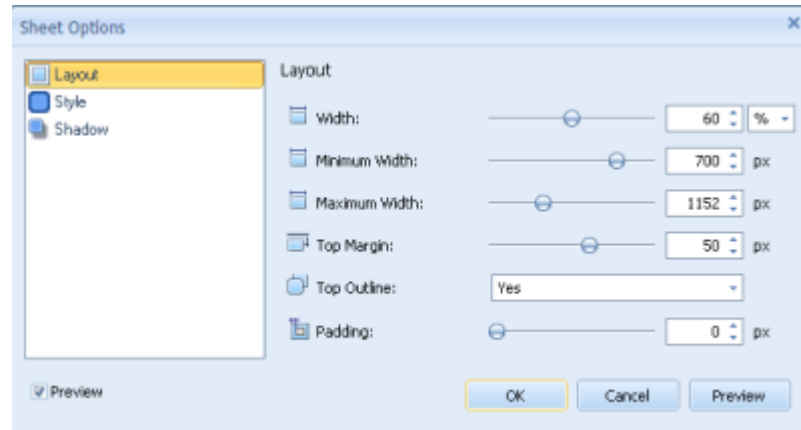 Sheet Options
Layout
Style
Shadow
Layout
Width: 60 %
Minimum Width: 700 px
Maximum Width: 1152 px
Top Margin: 50 px
Top Outline: Yes
Padding: 0 px
Preview
OK Cancel Preview